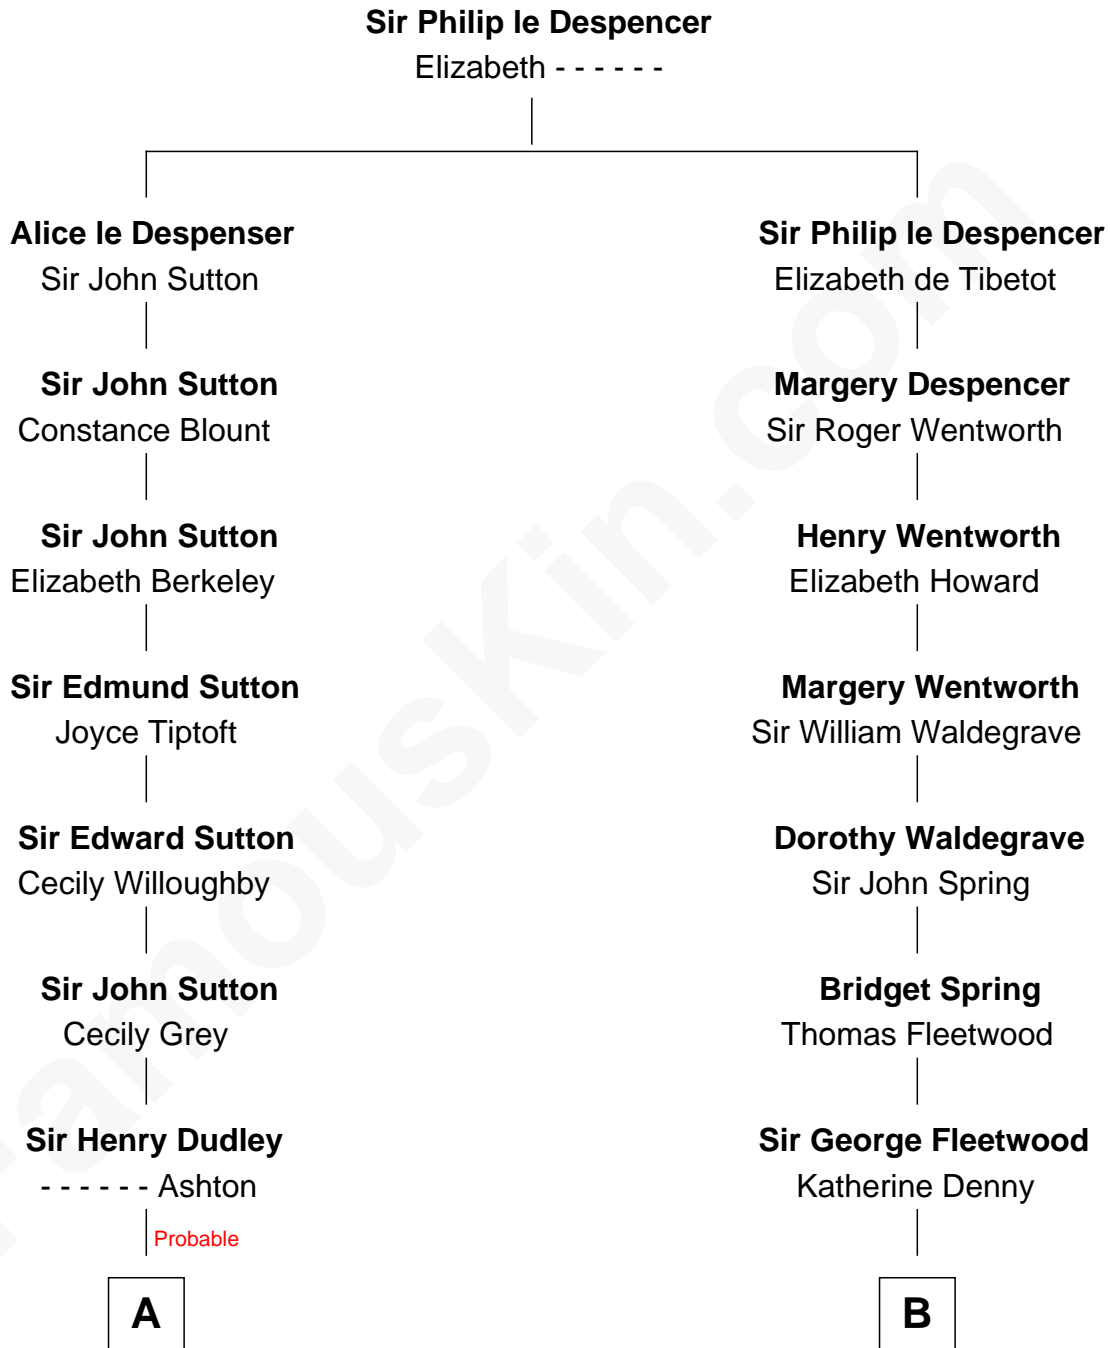 Sir Philip le Despencer
Elizabeth - - - - - -
Alice le Despenser
Sir John Sutton
Sir John Sutton
Constance Blount
Sir John Sutton
Elizabeth Berkeley
Sir Edmund Sutton
Joyce Tiptoft
Sir Edward Sutton
Cecily Willoughby
Sir John Sutton
Cecily Grey
Sir Henry Dudley
- - - - - - Ashton
Probable
A
Sir Philip le Despencer
Elizabeth de Tibetot
Margery Despencer
Sir Roger Wentworth
Henry Wentworth
Elizabeth Howard
Margery Wentworth
Sir William Waldegrave
Dorothy Waldegrave
Sir John Spring
Bridget Spring
Thomas Fleetwood
Sir George Fleetwood
Katherine Denny
B
FamousKin.com